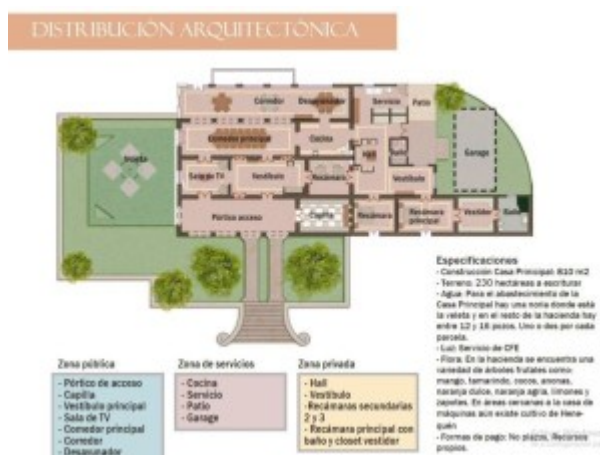 DISTRIBUCIÓN ARQUITECTÓNICA
Corredor
Desayunador
Servicio
Patio
Comedor principal
Cocina
Hall
Baño
Garage
Sala de TV
Vestíbulo
Recámara
Vestíbulo
Pórtico acceso
Capilla
Recámara
Recámara
principal
Vestidor
Baño
Especificaciones
- Construcción Casa Principal: 810 m2
- Terreno: 230 hectáreas a escriturar
- Agua: Para el abastecimiento de la
Casa Principal hay una noria donde está
la veleta y en el resto de la hacienda hay
entre 12 y 16 pozos. Uno o dos por cada
parcela.
- Luz: Servicio de CFE
- Flora: En la hacienda se encuentra una
variedad de árboles frutales como:
mango, tamarindo, cocos, anonas,
naranja dulce, naranja agria, limones y
zapotes. En áreas cercanas a la casa de
máquinas aún existe cultivo de Hene-
quén
- Formas de pago: No plazos, Recursos
propios.
Zona pública
- Pórtico de acceso
- Capilla
- Vestíbulo principal
- Sala de TV
- Comedor principal
- Corredor
- Desayunador
Zona de servicios
- Cocina
- Servicio
- Patio
- Garage
Zona privada
- Hall
- Vestíbulo
- Recámaras secundarias
2 y 3
- Recámara principal con
baño y closet vestidor